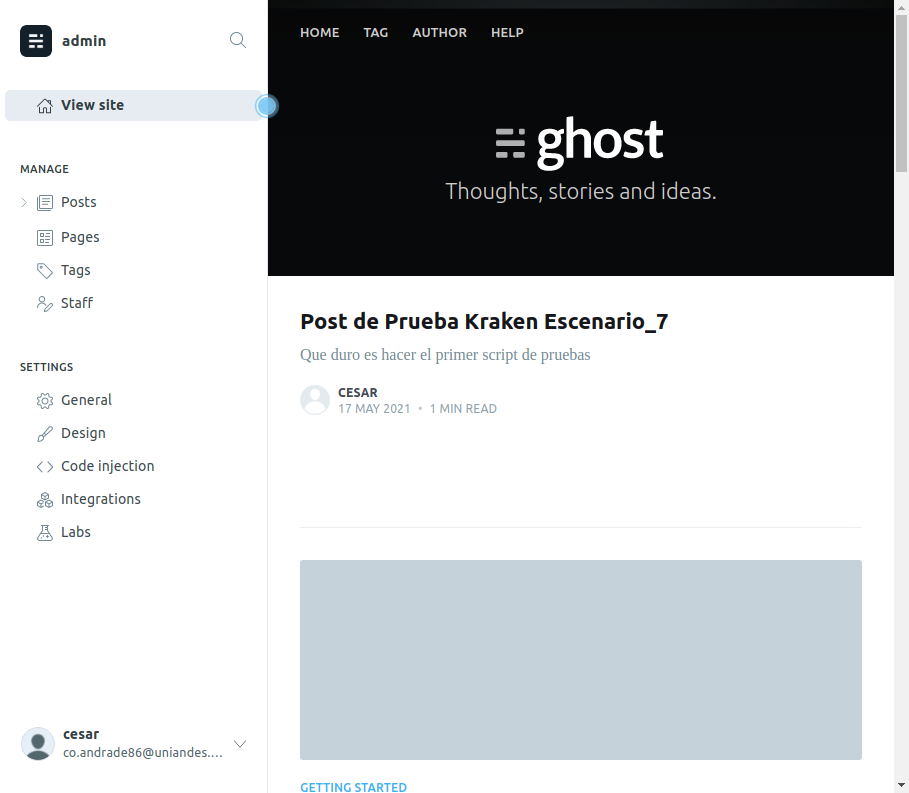 admin
View site
MANAGE
Posts
Pages
Tags
Staff
SETTINGS
General
Design
Code injection
Integrations
Labs
cesar
co.andrade86@uniandes....
HOME TAG AUTHOR HELP
ghost
Thoughts, stories and ideas.
Post de Prueba Kraken Escenario_7
Que duro es hacer el primer script de pruebas
CESAR
17 MAY 2021 • 1 MIN READ
GETTING STARTED